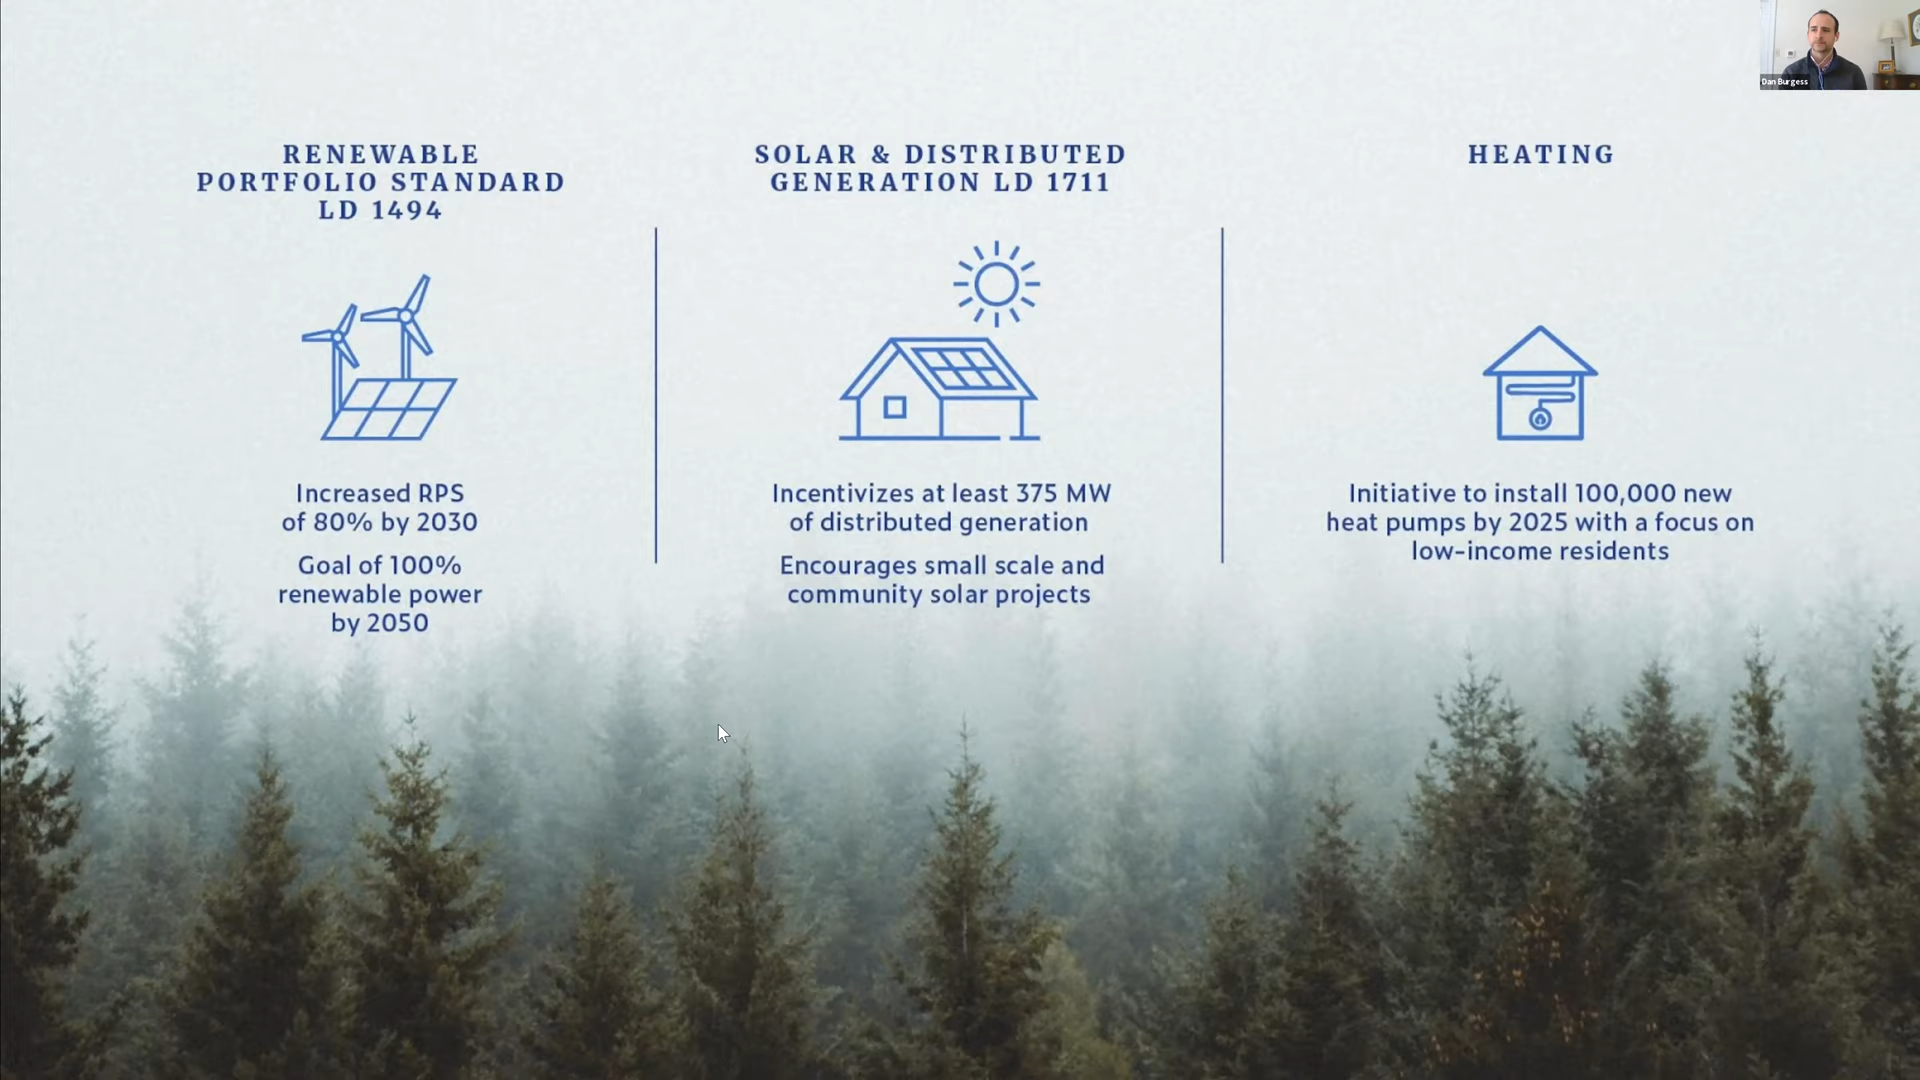 Dan Burgess
RENEWABLE
PORTFOLIO STANDARD
LD 1494
Increased RPS
of 80% by 2030
Goal of 100%
renewable power
by 2050
SOLAR & DISTRIBUTED
GENERATION LD 1711
Incentivizes at least 375 MW
of distributed generation
Encourages small scale and
community solar projects
HEATING
Initiative to install 100,000 new
heat pumps by 2025 with a focus on
low-income residents